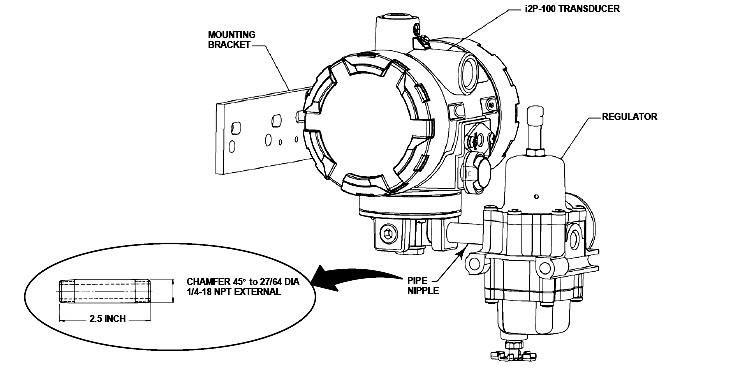 i2P-100 TRANSDUCER
MOUNTING
BRACKET
REGULATOR
CHAMFER 45° to 27/64 DIA
1/4-18 NPT EXTERNAL
2.5 INCH
PIPE
NIPPLE